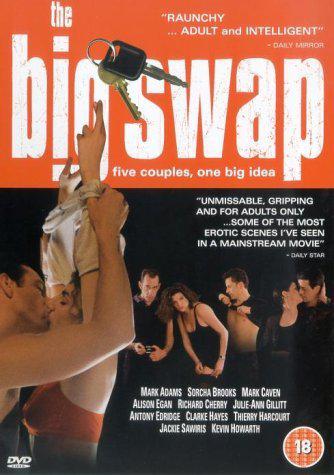 the
"RAUNCHY
... ADULT and INTELLIGENT"
- DAILY MIRROR
big swap
five couples, one big idea
"UNMISSABLE, GRIPPING
AND FOR ADULTS ONLY
...SOME OF THE MOST
EROTIC SCENES I'VE SEEN
IN A MAINSTREAM MOVIE"
- DAILY STAR
MARK ADAMS SORCHA BROOKS MARK CAVEN
ALISON EGAN RICHARD CHERRY JULIE-ANN GILLITT
ANTONY EDRIDGE CLARKE HAYES THIERRY HARCOURT
JACKIE SAWIRIS KEVIN HOWARTH
DVD
VIDEO
18